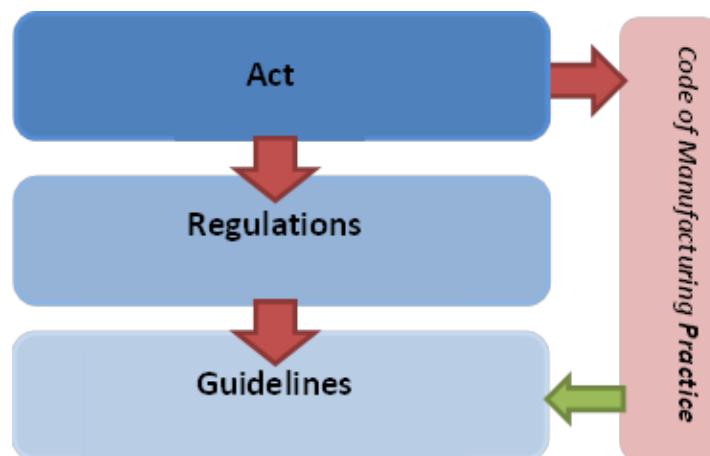 Act
Regulations
Guidelines
Code of Manufacturing Practice